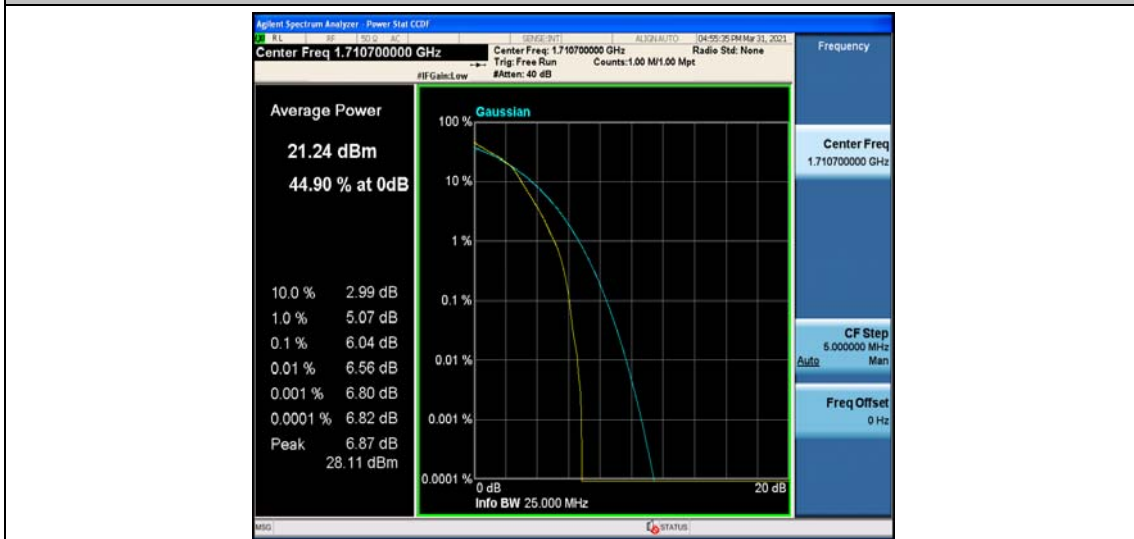 Agilent Spectrum Analyzer - Power Stat CCDF
RL RF 50 Ω AC SENSE:INT ALIGN AUTO 04:55:35 PM Mar 31, 2021
Center Freq 1.710700000 GHz
Center Freq: 1.710700000 GHz Radio Std: None
Trig: Free Run Counts:1.00 M/1.00 Mpt
#IFGain:Low #Atten: 40 dB
Frequency
Average Power
21.24 dBm
44.90 % at 0dB
10.0 % 2.99 dB
1.0 % 5.07 dB
0.1 % 6.04 dB
0.01 % 6.56 dB
0.001 % 6.80 dB
0.0001 % 6.82 dB
Peak 6.87 dB
28.11 dBm
Gaussian
100 %
10 %
1 %
0.1 %
0.01 %
0.001 %
0.0001 %
0 dB 20 dB
Info BW 25.000 MHz
Center Freq
1.710700000 GHz
CF Step
5.000000 MHz
Auto Man
Freq Offset
0 Hz
MSG STATUS